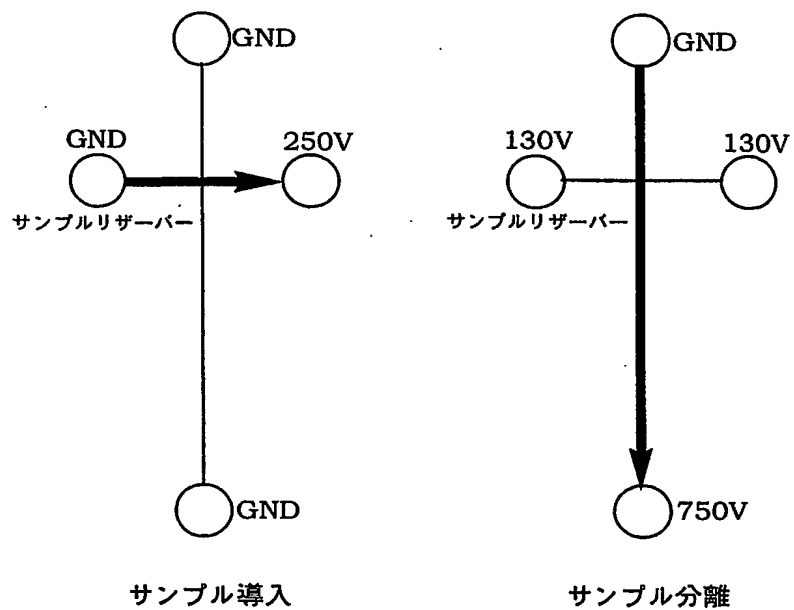 GND
GND
250V
サンプルリザーバー
GND
サンプル導入
GND
130V
130V
サンプルリザーバー
750V
サンプル分離